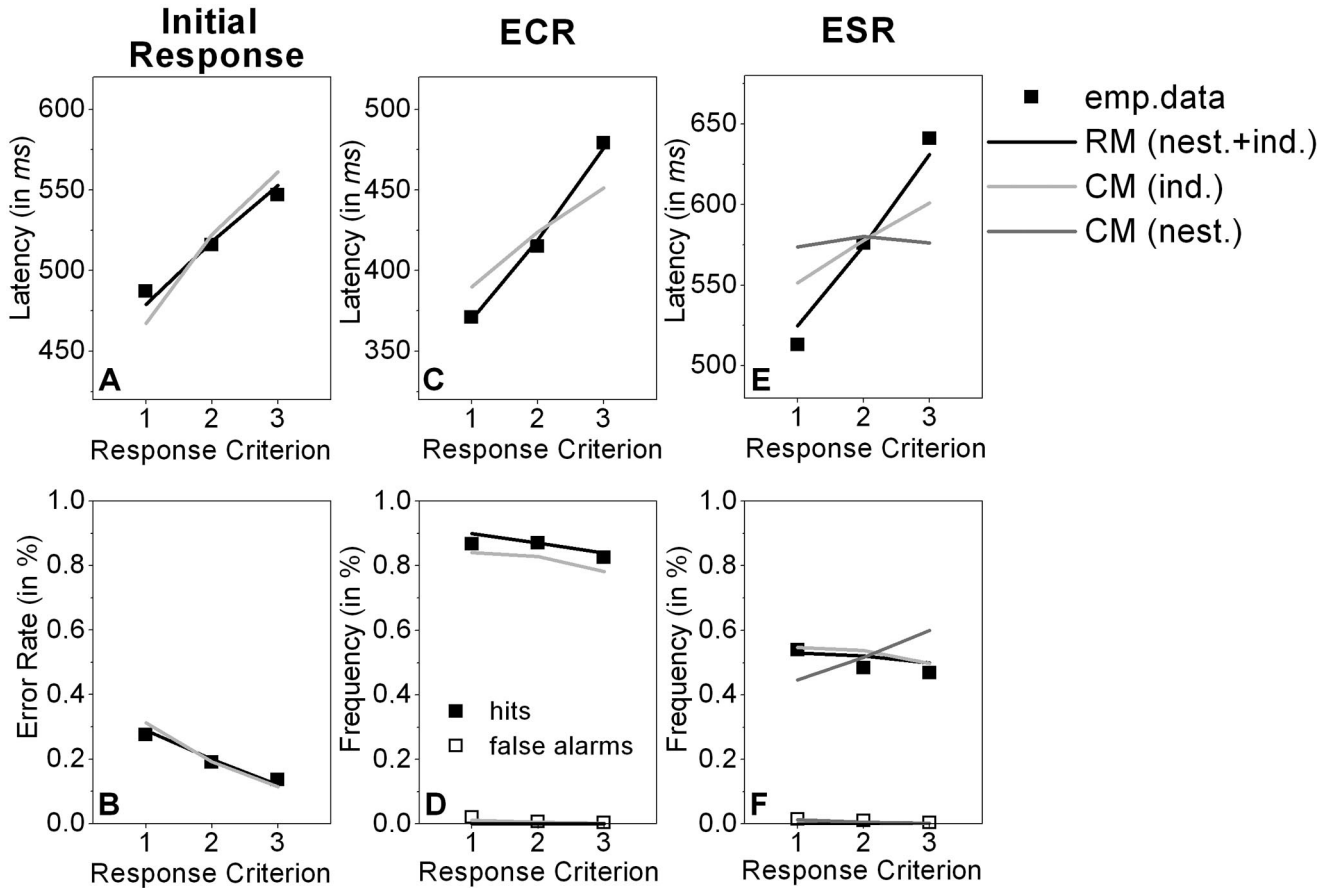 Initial
Response
ECR
ESR
emp.data
RM (nest.+ind.)
CM (ind.)
CM (nest.)
Latency (in ms)
600
550
500
450
A
1 2 3
Response Criterion
Latency (in ms)
500
450
400
350
C
1 2 3
Response Criterion
Latency (in ms)
650
600
550
500
E
1 2 3
Response Criterion
Error Rate (in %)
1.0
0.8
0.6
0.4
0.2
0.0
B
1 2 3
Response Criterion
Frequency (in %)
1.0
0.8
0.6
0.4
0.2
0.0
hits
false alarms
D
1 2 3
Response Criterion
Frequency (in %)
1.0
0.8
0.6
0.4
0.2
0.0
F
1 2 3
Response Criterion